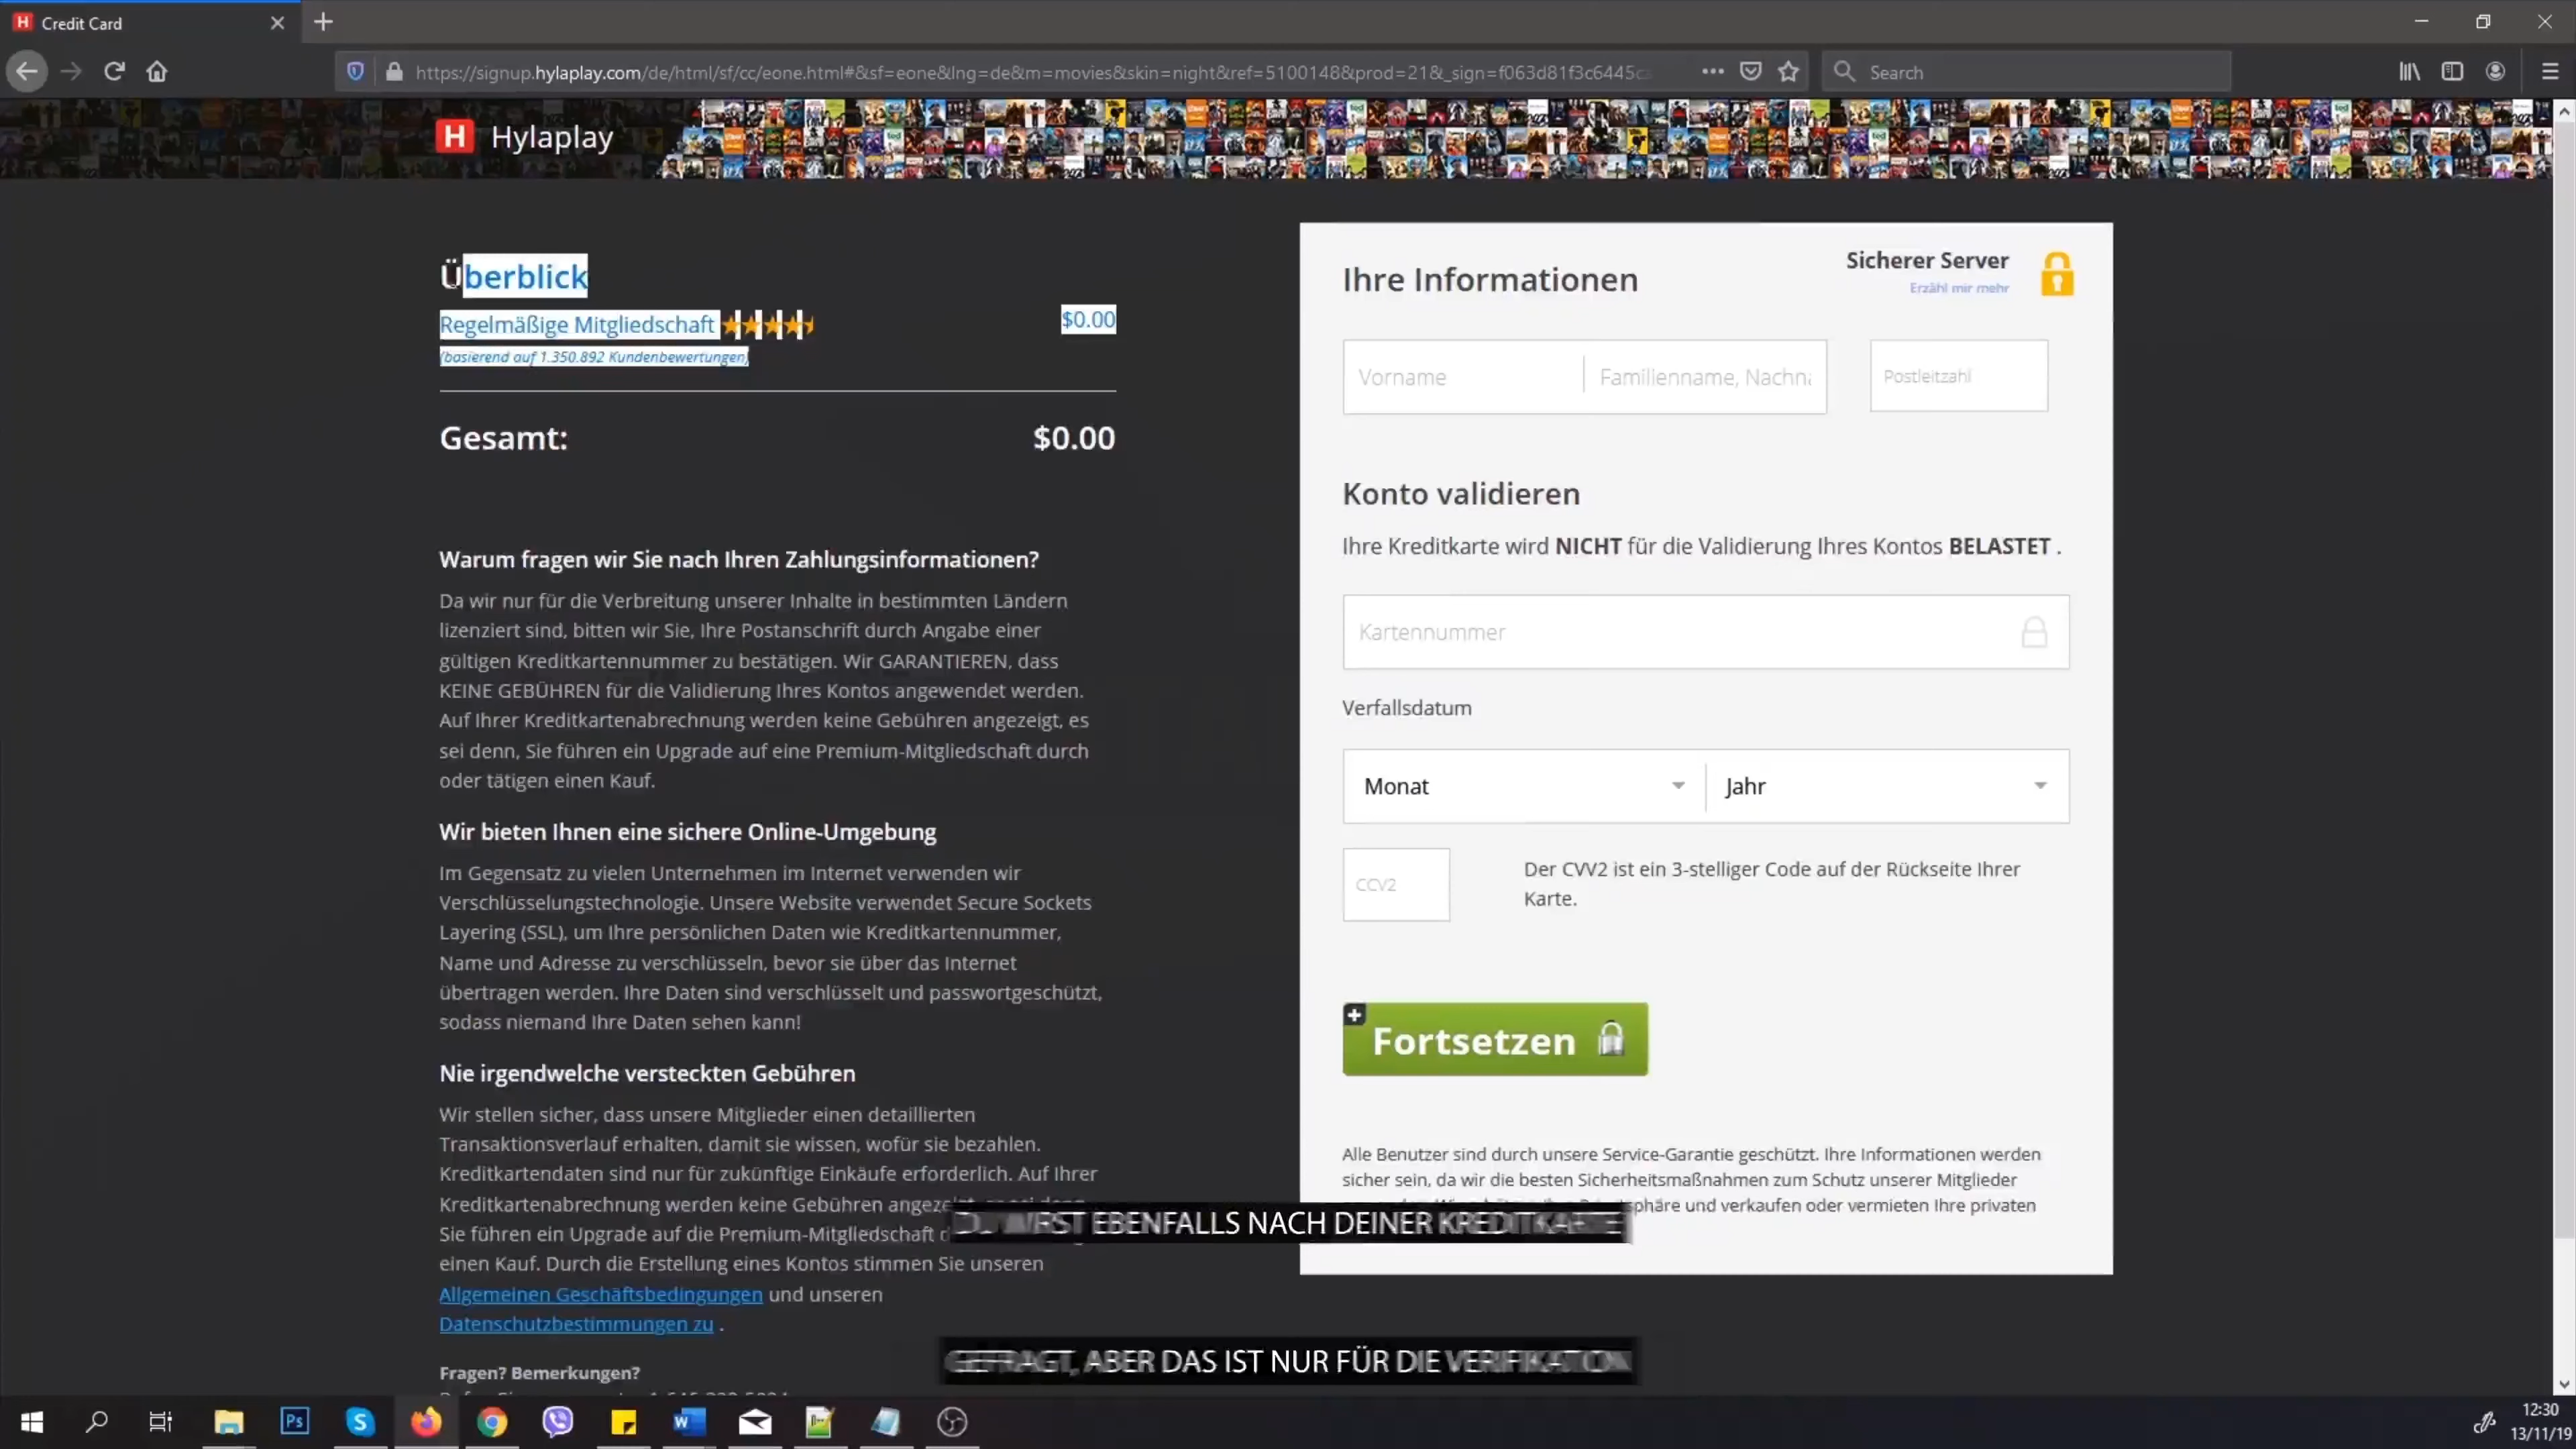 Credit Card
https://signup.hylaplay.com/de/html/sf/cc/eone.html#&sf=eone&lng=de&m=movies&skin=night&ref=5100148&prod=21&_sign=f063d81f3c6445c
Search
H Hylaplay
Überblick
Regelmäßige Mitgliedschaft $0.00
(basierend auf 1.350.892 Kundenbewertungen)
Gesamt: $0.00
Warum fragen wir Sie nach Ihren Zahlungsinformationen?
Da wir nur für die Verbreitung unserer Inhalte in bestimmten Ländern
lizenziert sind, bitten wir Sie, Ihre Postanschrift durch Angabe einer
gültigen Kreditkartennummer zu bestätigen. Wir GARANTIEREN, dass
KEINE GEBÜHREN für die Validierung Ihres Kontos angewendet werden.
Auf Ihrer Kreditkartenabrechnung werden keine Gebühren angezeigt, es
sei denn, Sie führen ein Upgrade auf eine Premium-Mitgliedschaft durch
oder tätigen einen Kauf.
Wir bieten Ihnen eine sichere Online-Umgebung
Im Gegensatz zu vielen Unternehmen im Internet verwenden wir
Verschlüsselungstechnologie. Unsere Website verwendet Secure Sockets
Layering (SSL), um Ihre persönlichen Daten wie Kreditkartennummer,
Name und Adresse zu verschlüsseln, bevor sie über das Internet
übertragen werden. Ihre Daten sind verschlüsselt und passwortgeschützt,
sodass niemand Ihre Daten sehen kann!
Nie irgendwelche versteckten Gebühren
Wir stellen sicher, dass unsere Mitglieder einen detaillierten
Transaktionsverlauf erhalten, damit sie wissen, wofür sie bezahlen.
Kreditkartendaten sind nur für zukünftige Einkäufe erforderlich. Auf Ihrer
Kreditkartenabrechnung werden keine Gebühren
Sie führen ein Upgrade auf die Premium-Mitgliedschaft
einen Kauf. Durch die Erstellung eines Kontos stimmen Sie unseren
Allgemeinen Geschäftsbedingungen und unseren
Datenschutzbestimmungen zu .
Fragen? Bemerkungen?
Ihre Informationen
Sicherer Server
Erzähl mir mehr
Vorname Familienname, Nachna Postleitzahl
Konto validieren
Ihre Kreditkarte wird NICHT für die Validierung Ihres Kontos BELASTET .
Kartennummer
Verfallsdatum
Monat Jahr
CCV2
Der CVV2 ist ein 3-stelliger Code auf der Rückseite Ihrer
Karte.
Fortsetzen
Alle Benutzer sind durch unsere Service-Garantie geschützt. Ihre Informationen werden
sicher sein, da wir die besten Sicherheitsmaßnahmen zum Schutz unserer Mitglieder
und verkaufen oder vermieten Ihre privaten
DU WIRST EBENFALLS NACH DEINER KREDITKARTE
GEFRAGT, ABER DAS IST NUR FÜR DIE VERIFIKATION
12:30
13/11/19